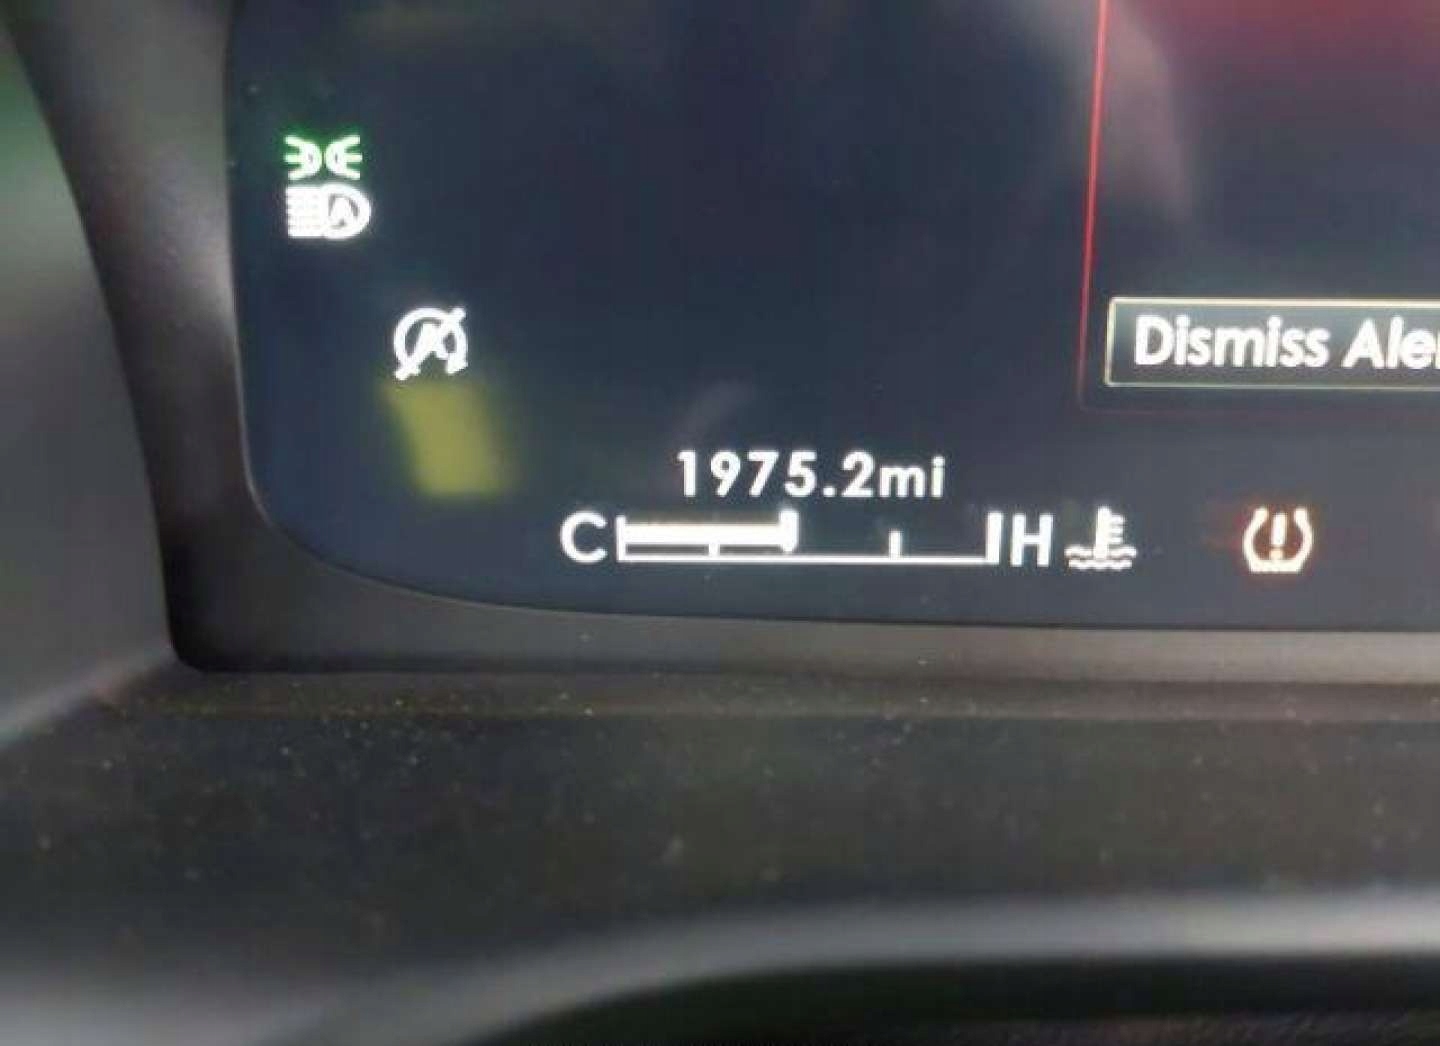 Dismiss Ale
1975.2mi
C H